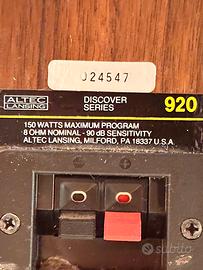 024547
ALTEC
LANSING
DISCOVER
SERIES
920
150 WATTS MAXIMUM PROGRAM
8 OHM NOMINAL - 90 dB SENSITIVITY
ALTEC LANSING, MILFORD, PA 18337 U.S.A.
- +
subito